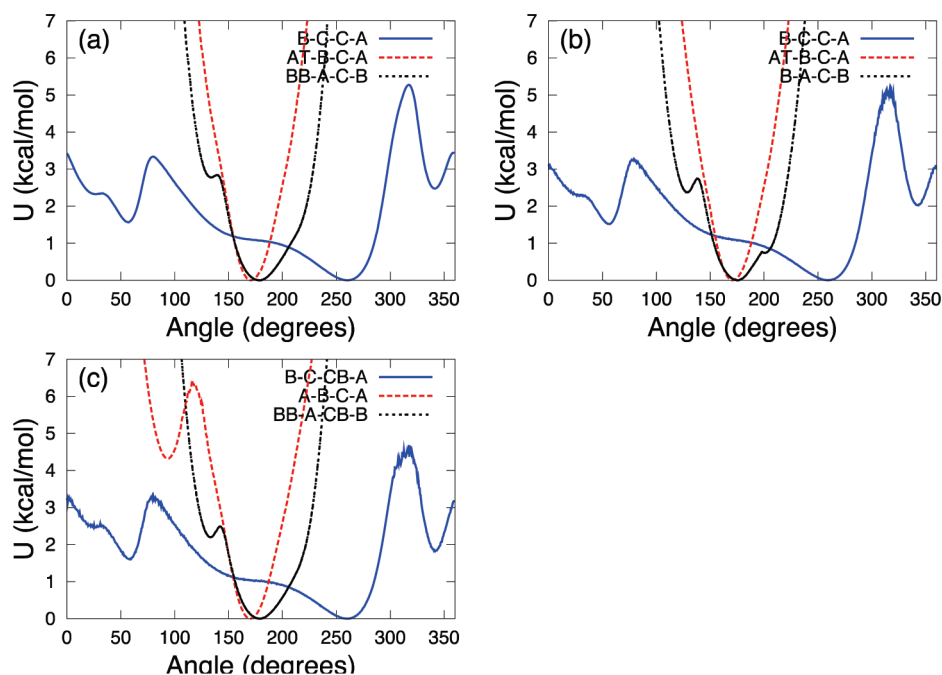 (a)
B-C-C-A
AT-B-C-A
BB-A-C-B
U (kcal/mol)
7
6
5
4
3
2
1
0
0 50 100 150 200 250 300 350
Angle (degrees)
(b)
B-C-C-A
AT-B-C-A
B-A-C-B
U (kcal/mol)
7
6
5
4
3
2
1
0
0 50 100 150 200 250 300 350
Angle (degrees)
(c)
B-C-CB-A
A-B-C-A
BB-A-CB-B
U (kcal/mol)
7
6
5
4
3
2
1
0
0 50 100 150 200 250 300 350
Angle (degrees)